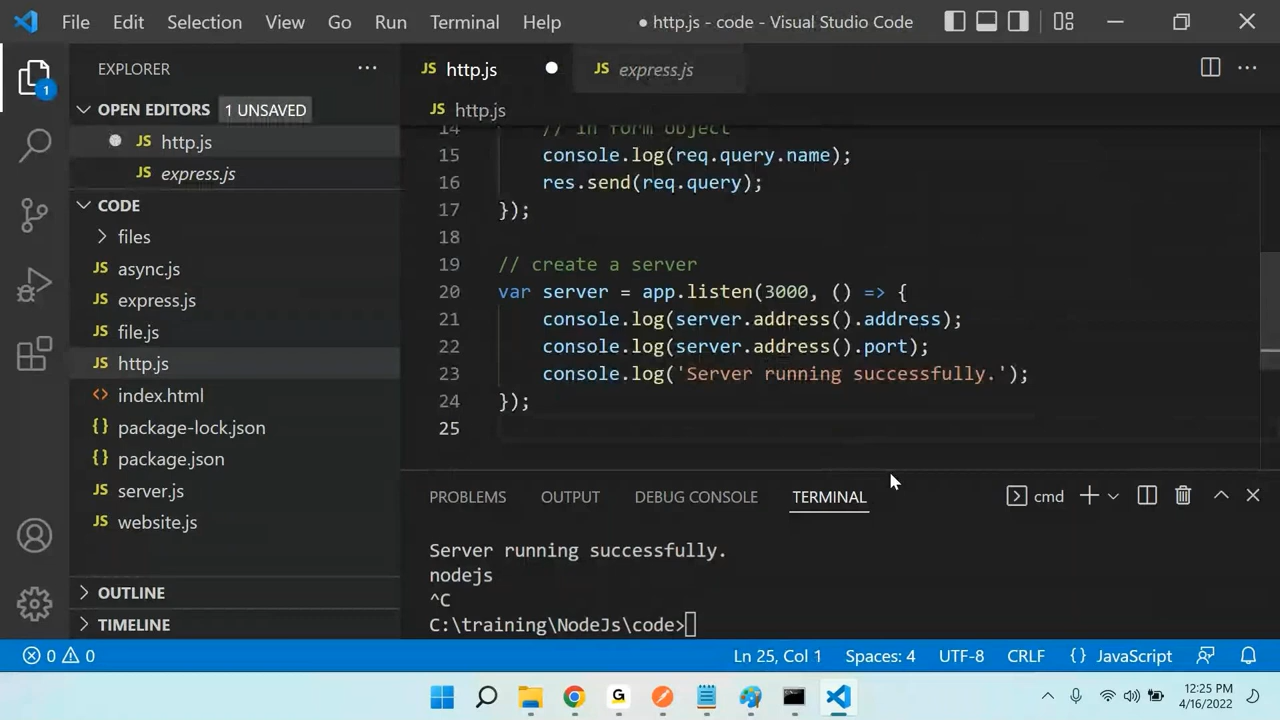 File Edit Selection View Go Run Terminal Help ● http.js - code - Visual Studio Code
EXPLORER ···
1
OPEN EDITORS 1 UNSAVED
JS http.js
JS express.js
CODE
files
JS async.js
JS express.js
JS file.js
JS http.js
<> index.html
{} package-lock.json
{} package.json
JS server.js
JS website.js
OUTLINE
TIMELINE
JS http.js ● JS express.js
JS http.js
14 // in form object
15 console.log(req.query.name);
16 res.send(req.query);
17 });
18
19 // create a server
20 var server = app.listen(3000, () => {
21 console.log(server.address().address);
22 console.log(server.address().port);
23 console.log('Server running successfully.');
24 });
25
PROBLEMS OUTPUT DEBUG CONSOLE TERMINAL cmd
Server running successfully.
nodejs
^C
C:\training\NodeJs\code>
0 0 Ln 25, Col 1 Spaces: 4 UTF-8 CRLF {} JavaScript
G
12:25 PM
4/16/2022